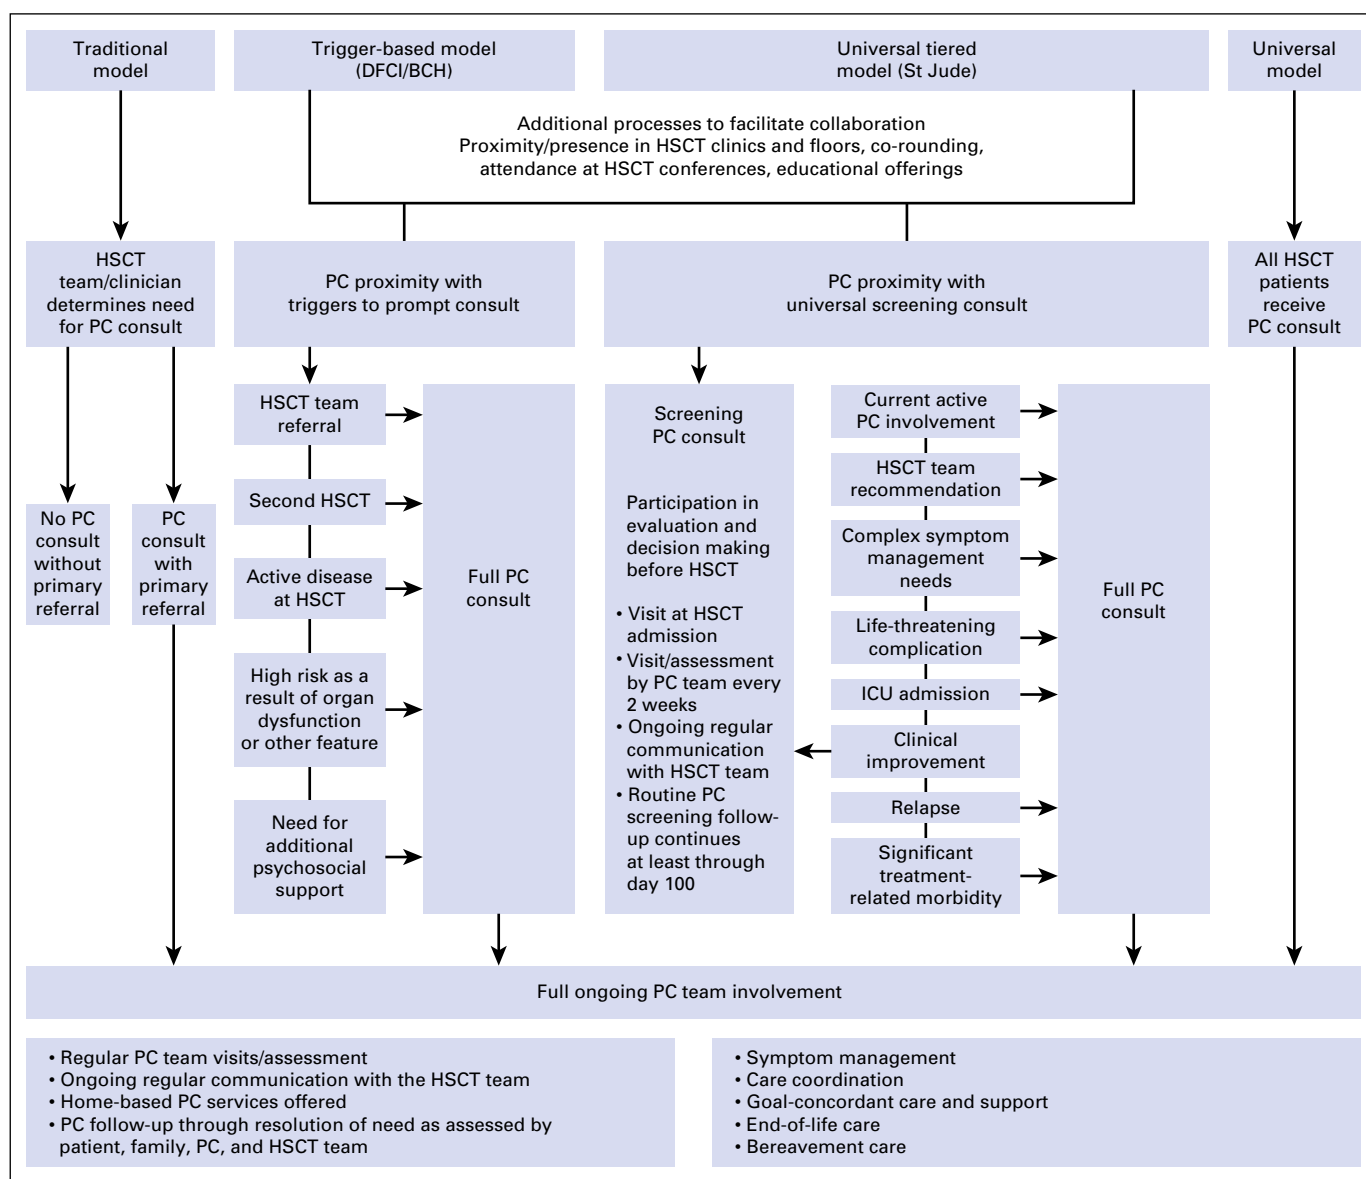 Traditional
model
Trigger-based model
(DFCI/BCH)
Universal tiered
model (St Jude)
Universal
model
Additional processes to facilitate collaboration
Proximity/presence in HSCT clinics and floors, co-rounding,
attendance at HSCT conferences, educational offerings
HSCT
team/clinician
determines need
for PC consult
PC proximity with
triggers to prompt consult
PC proximity with
universal screening consult
All HSCT
patients
receive
PC consult
No PC
consult
without
primary
referral
PC
consult
with
primary
referral
HSCT team
referral
Second HSCT
Active disease
at HSCT
High risk as a
result of organ
dysfunction
or other feature
Need for
additional
psychosocial
support
Full PC
consult
Screening
PC consult
Participation in
evaluation and
decision making
before HSCT
• Visit at HSCT
admission
• Visit/assessment
by PC team every
2 weeks
• Ongoing regular
communication
with HSCT team
• Routine PC
screening follow-
up continues
at least through
day 100
Current active
PC involvement
HSCT team
recommendation
Complex symptom
management
needs
Life-threatening
complication
ICU admission
Clinical
improvement
Relapse
Significant
treatment-
related morbidity
Full PC
consult
Full ongoing PC team involvement
• Regular PC team visits/assessment
• Ongoing regular communication with the HSCT team
• Home-based PC services offered
• PC follow-up through resolution of need as assessed by
patient, family, PC, and HSCT team
• Symptom management
• Care coordination
• Goal-concordant care and support
• End-of-life care
• Bereavement care